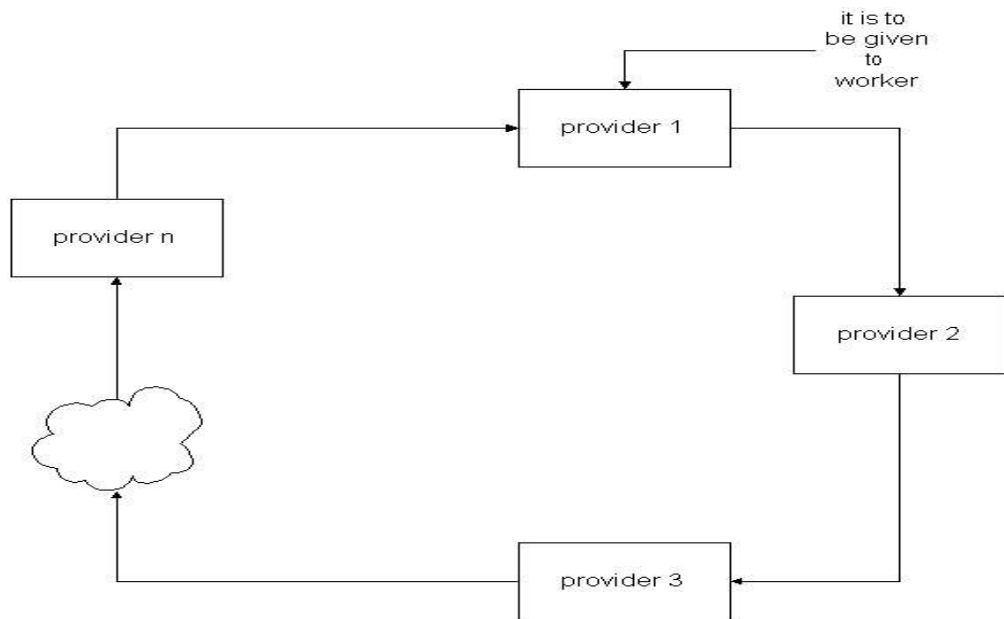 it is to
be given
to
worker
provider 1
provider n
provider 2
provider 3